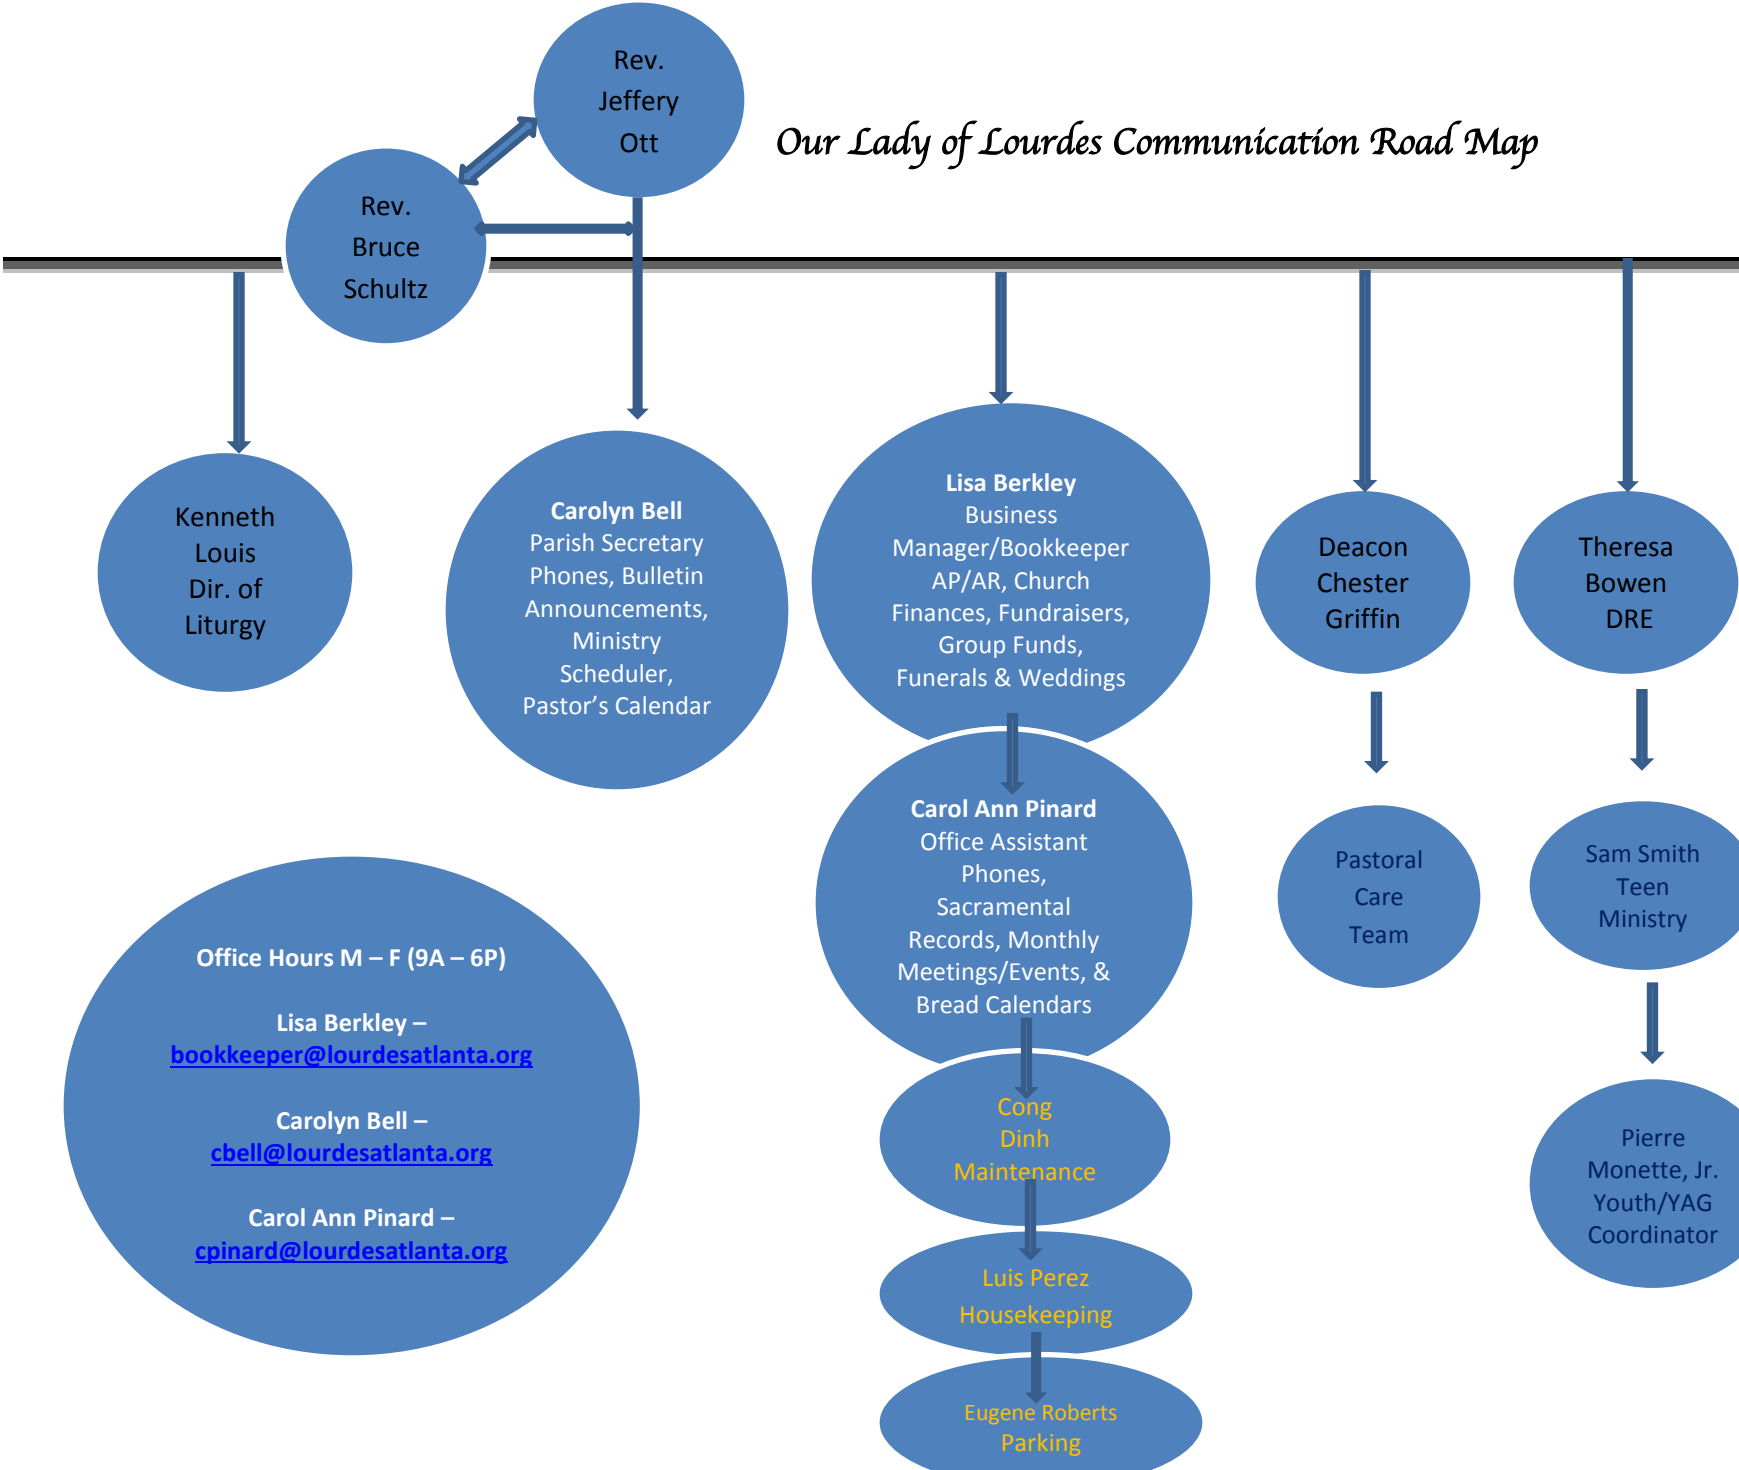 Rev.
Jeffery
Ott
Our Lady of Lourdes Communication Road Map
Rev.
Bruce
Schultz
Kenneth
Louis
Dir. of
Liturgy
Carolyn Bell
Parish Secretary
Phones, Bulletin
Announcements,
Ministry
Scheduler,
Pastor’s Calendar
Lisa Berkley
Business
Manager/Bookkeeper
AP/AR, Church
Finances, Fundraisers,
Group Funds,
Funerals & Weddings
Deacon
Chester
Griffin
Theresa
Bowen
DRE
Carol Ann Pinard
Office Assistant
Phones,
Sacramental
Records, Monthly
Meetings/Events, &
Bread Calendars
Pastoral
Care
Team
Sam Smith
Teen
Ministry
Office Hours M – F (9A – 6P)
Lisa Berkley –
bookkeeper@lourdesatlanta.org
Carolyn Bell –
cbell@lourdesatlanta.org
Carol Ann Pinard –
cpinard@lourdesatlanta.org
Cong
Dinh
Maintenance
Pierre
Monette, Jr.
Youth/YAG
Coordinator
Luis Perez
Housekeeping
Eugene Roberts
Parking